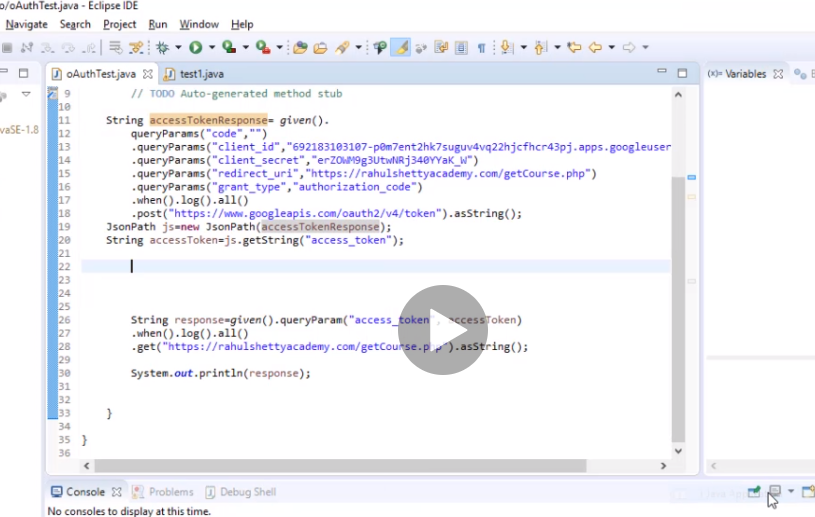 o/oAuthTest.java - Eclipse IDE
Navigate Search Project Run Window Help
oAuthTest.java test1.java
(x)= Variables
vaSE-1.8
9 // TODO Auto-generated method stub
10
11 String accessTokenResponse= given().
12 queryParams("code","")
13 .queryParams("client_id","692183103107-p0m7ent2hk7suguv4vq22hjcfhcr43pj.apps.googleuser
14 .queryParams("client_secret","erZOWM9g3UtwNRj340YYaK_W")
15 .queryParams("redirect_uri","https://rahulshettyacademy.com/getCourse.php")
16 .queryParams("grant_type","authorization_code")
17 .when().log().all()
18 .post("https://www.googleapis.com/oauth2/v4/token").asString();
19 JsonPath js=new JsonPath(accessTokenResponse);
20 String accessToken=js.getString("access_token");
21
22
23
24
25
26 String response=given().queryParam("access_token", accessToken)
27 .when().log().all()
28 .get("https://rahulshettyacademy.com/getCourse.php").asString();
29
30 System.out.println(response);
31
32
33 }
34
35 }
36
Console Problems Debug Shell
No consoles to display at this time.